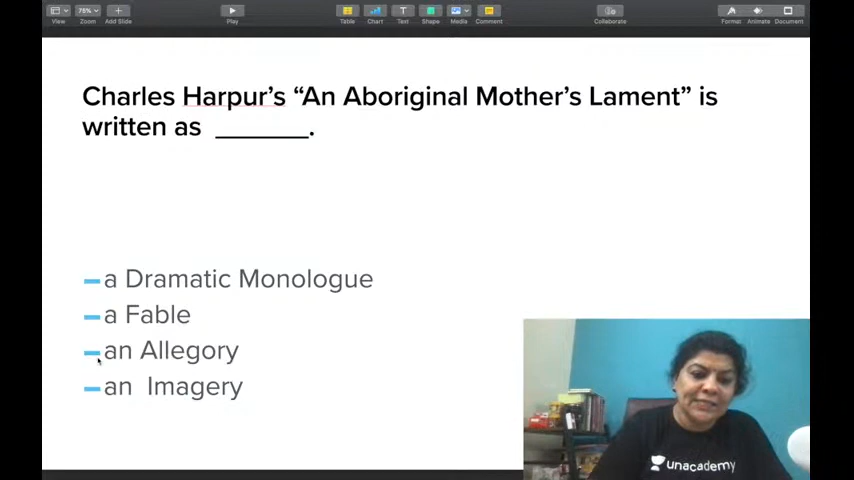 View
Zoom
Add Slide
Play
Table
Chart
Text
Shape
Media
Comment
Collaborate
Format
Animate
Document
75%
Charles Harpur’s “An Aboriginal Mother’s Lament” is
written as _______.
a Dramatic Monologue
a Fable
an Allegory
an Imagery
unacademy